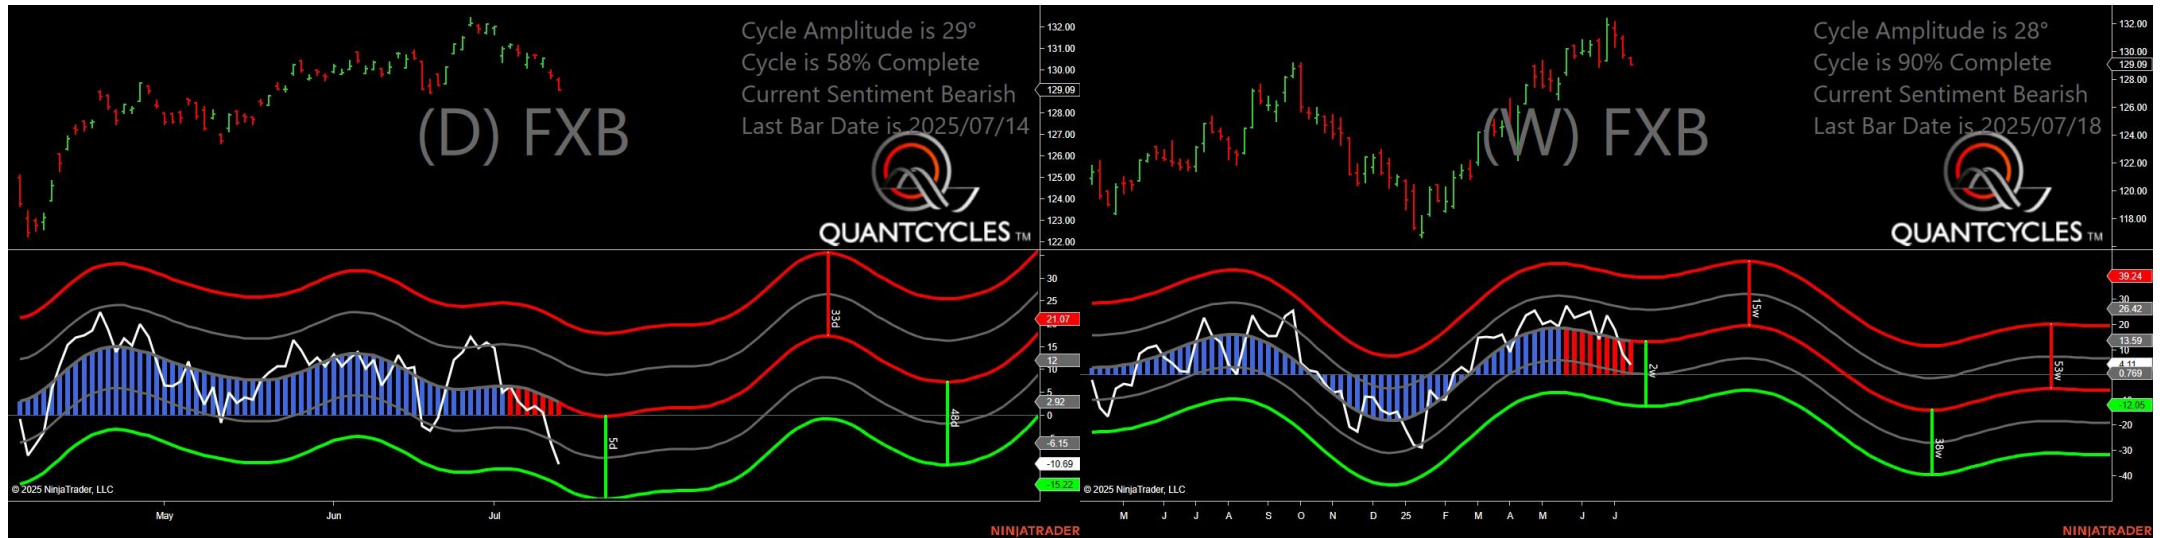 Cycle Amplitude is 29°
Cycle is 58% Complete
Current Sentiment Bearish
Last Bar Date is 2025/07/14
(D) FXB
QUANTCYCLES TM
132.00
131.00
130.00
129.09
128.00
127.00
126.00
125.00
124.00
123.00
122.00
30
25
21.07
15
12
5
2.92
0
-6.15
-10.69
-15.22
5d
33d
48d
© 2025 NinjaTrader, LLC
May
Jun
Jul
NINJATRADER
Cycle Amplitude is 28°
Cycle is 90% Complete
Current Sentiment Bearish
Last Bar Date is 2025/07/18
(W) FXB
QUANTCYCLES TM
132.00
130.00
129.09
128.00
126.00
124.00
122.00
120.00
118.00
39.24
30
26.42
20
13.59
10
4.11
0.769
-12.05
-20
-30
-40
2w
15w
38w
53w
© 2025 NinjaTrader, LLC
M
J
J
A
S
O
N
D
25
F
M
A
M
J
J
NINJATRADER